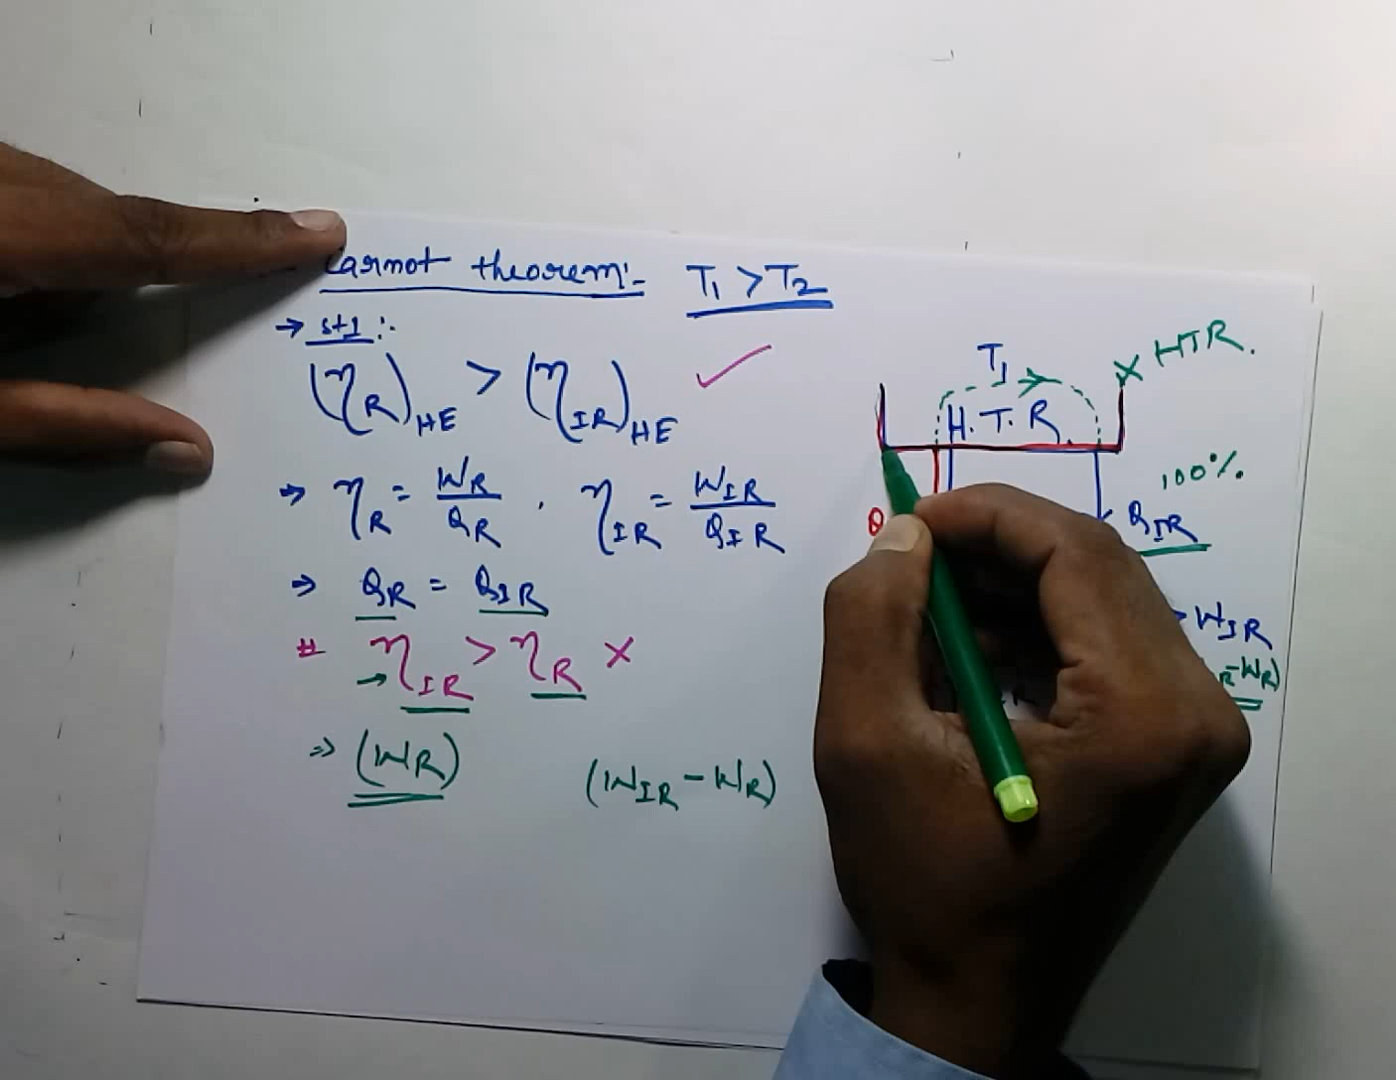 Carnot theorem:- T1 > T2
→ st1:-
(ηR)HE > (ηIR)HE ✓
⇒ ηR = WR/QR , ηIR = WIR/QIR
⇒ QR = QIR
# ηIR > ηR ×
⇒ (WR) (WIR - WR)
× HTR.
T1
H.T.R.
100%
QIR
> WIR
R - WR)